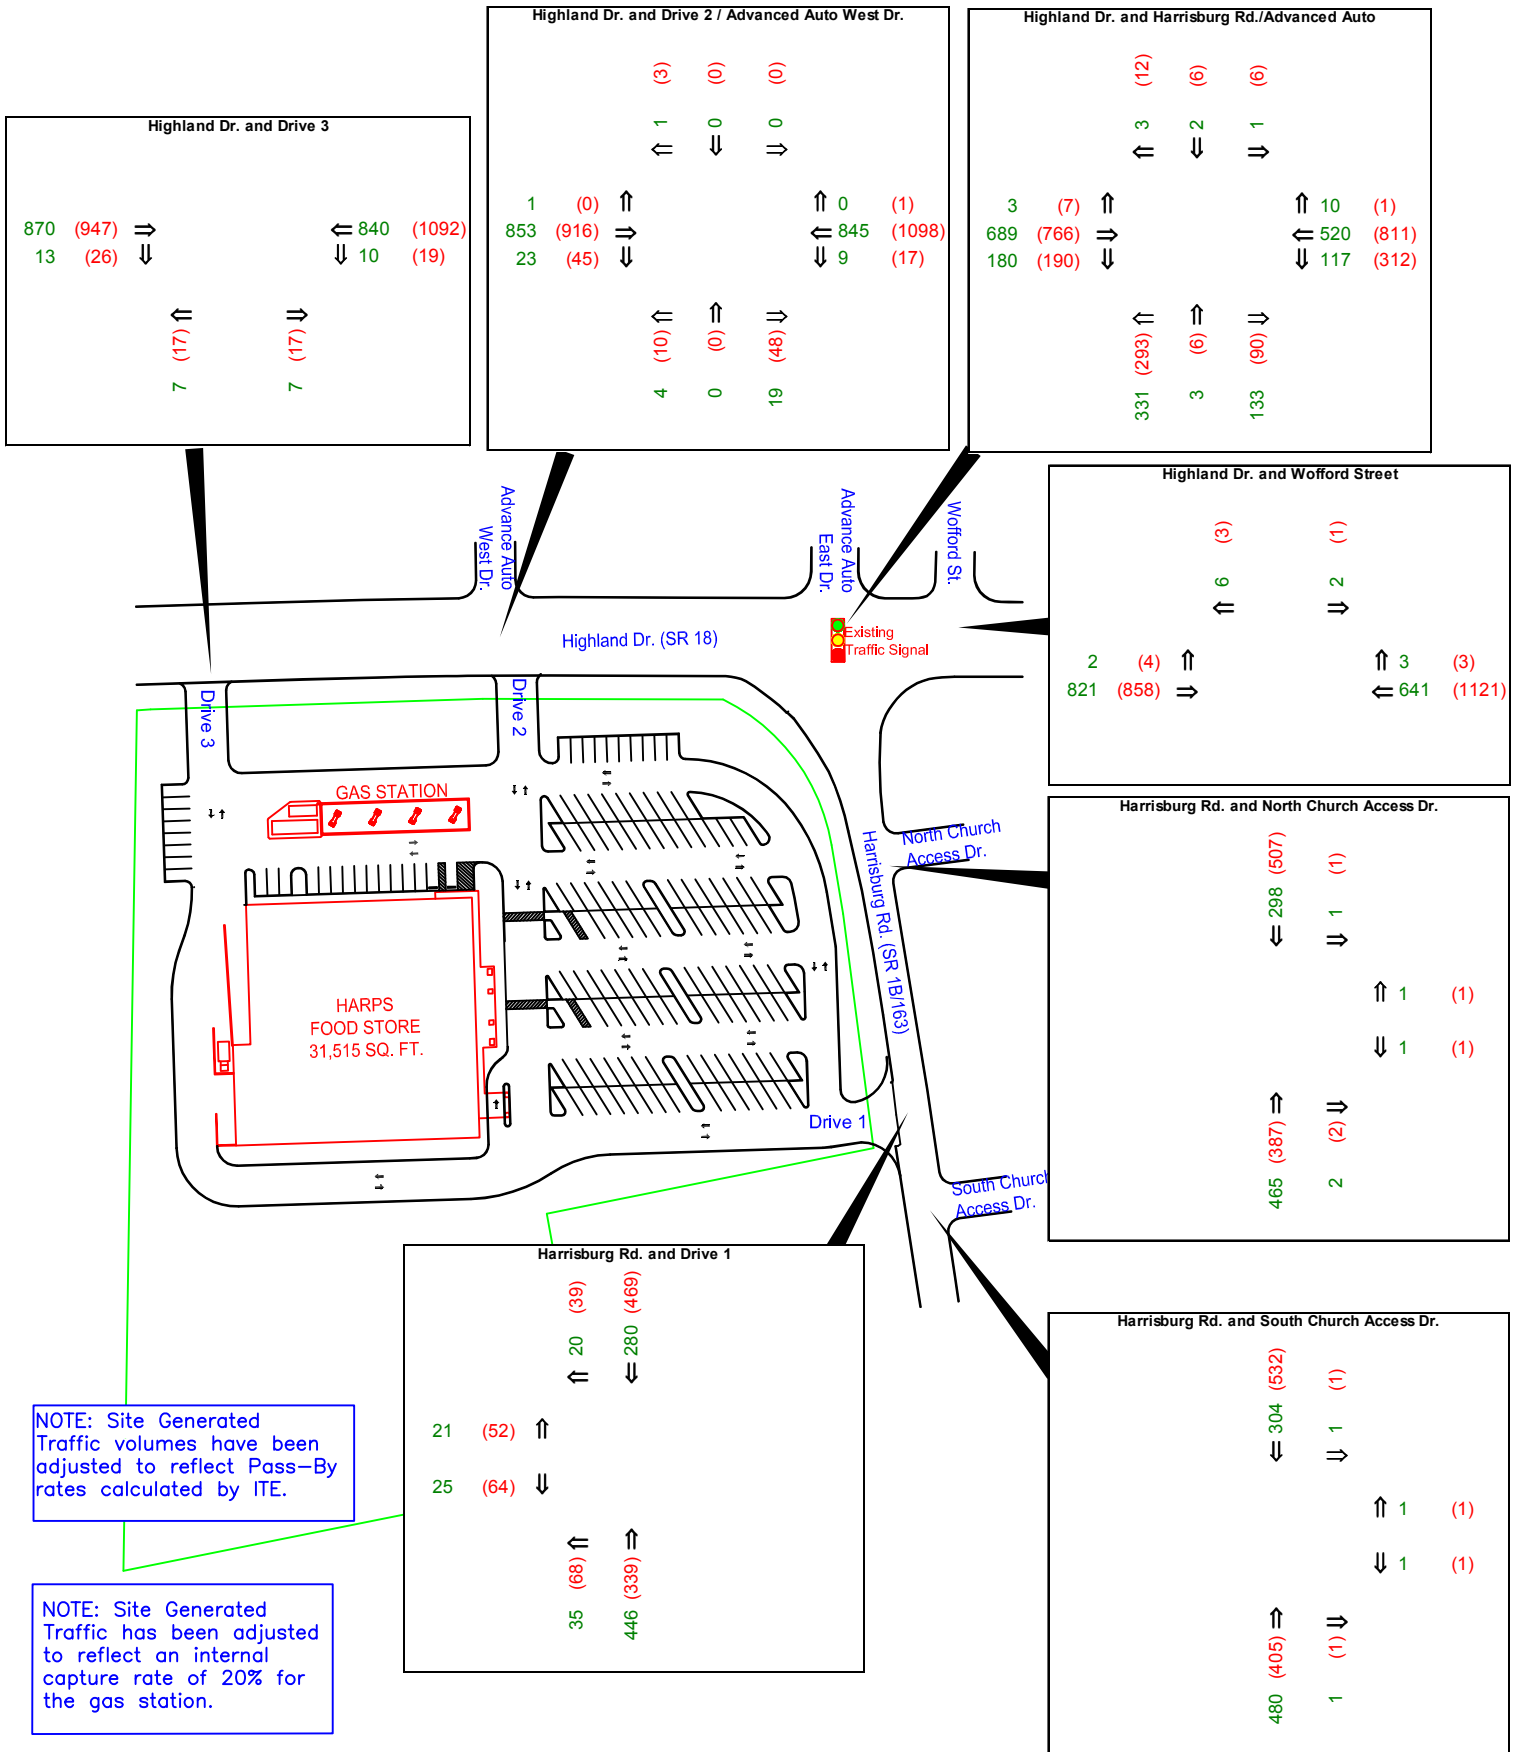 Highland Dr. and Drive 2 / Advanced Auto West Dr.
(3) (0) (0)
1 0 0
⇐ ⇓ ⇒
1 (0) ⇑ ⇑ 0 (1)
853 (916) ⇒ ⇐ 845 (1098)
23 (45) ⇓ ⇓ 9 (17)
⇐ ⇑ ⇒
(10) (0) (48)
4 0 19
Highland Dr. and Harrisburg Rd./Advanced Auto
(12) (6) (6)
3 2 1
⇐ ⇓ ⇒
3 (7) ⇑ ⇑ 10 (1)
689 (766) ⇒ ⇐ 520 (811)
180 (190) ⇓ ⇓ 117 (312)
⇐ ⇑ ⇒
(293) (6) (90)
331 3 133
Highland Dr. and Drive 3
870 (947) ⇒ ⇐ 840 (1092)
13 (26) ⇓ ⇓ 10 (19)
⇐ ⇒
(17) (17)
7 7
Highland Dr. and Wofford Street
(3) (1)
6 2
⇐ ⇒
2 (4) ⇑ ⇑ 3 (3)
821 (858) ⇒ ⇐ 641 (1121)
Advance Auto
West Dr.
Advance Auto
East Dr.
Wofford St.
Highland Dr. (SR 18)
Existing
Traffic Signal
Drive 3
Drive 2
GAS STATION
North Church
Access Dr.
Harrisburg Rd. (SR 1B/163)
HARPS
FOOD STORE
31,515 SQ. FT.
Drive 1
South Church
Access Dr.
Harrisburg Rd. and North Church Access Dr.
(507) (1)
298 1
⇓ ⇒
⇑ 1 (1)
⇓ 1 (1)
⇑ ⇒
(387) (2)
465 2
Harrisburg Rd. and Drive 1
(39) (469)
20 280
⇐ ⇓
21 (52) ⇑
25 (64) ⇓
⇐ ⇑
(68) (339)
35 446
Harrisburg Rd. and South Church Access Dr.
(532) (1)
304 1
⇓ ⇒
⇑ 1 (1)
⇓ 1 (1)
⇑ ⇒
(405) (1)
480 1
NOTE: Site Generated
Traffic volumes have been
adjusted to reflect Pass-By
rates calculated by ITE.
NOTE: Site Generated
Traffic has been adjusted
to reflect an internal
capture rate of 20% for
the gas station.